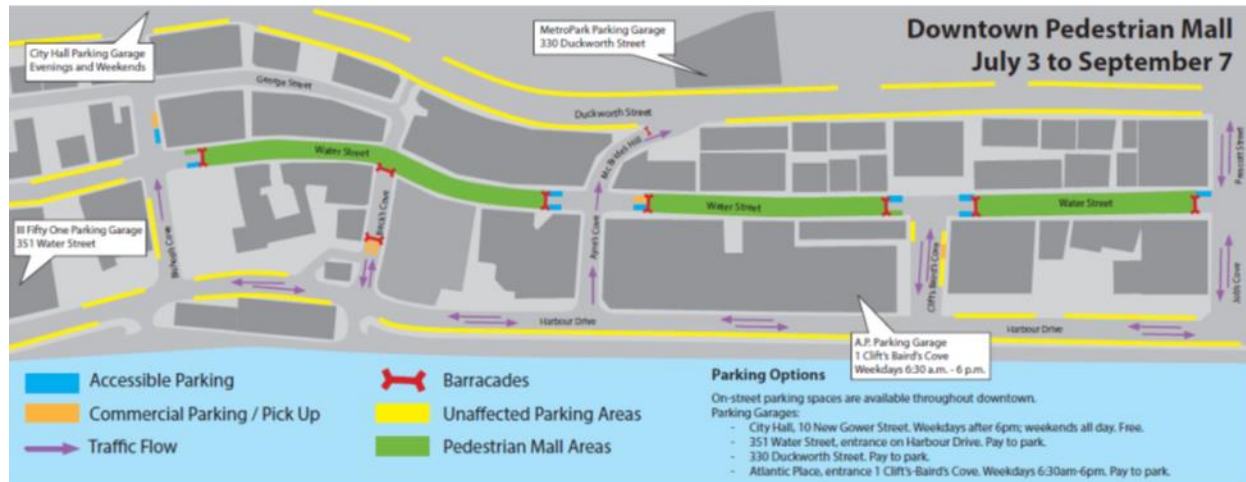 Downtown Pedestrian Mall
July 3 to September 7
City Hall Parking Garage
Evenings and Weekends
MetroPark Parking Garage
330 Duckworth Street
George Street
Duckworth Street
Mc Brides Hill
Prescott Street
Water Street
Water Street
Water Street
III Fifty One Parking Garage
351 Water Street
Bishops Cove
Beck's Cove
Ayre's Cove
Clift's Baird's Cove
Job's Cove
Harbour Drive
Harbour Drive
A.P. Parking Garage
1 Clift's Baird's Cove
Weekdays 6:30 a.m. - 6 p.m.
Accessible Parking
Commercial Parking / Pick Up
Traffic Flow
Barracades
Unaffected Parking Areas
Pedestrian Mall Areas
Parking Options
On-street parking spaces are available throughout downtown.
Parking Garages:
- City Hall, 10 New Gower Street. Weekdays after 6pm; weekends all day. Free.
- 351 Water Street, entrance on Harbour Drive. Pay to park.
- 330 Duckworth Street. Pay to park.
- Atlantic Place, entrance 1 Clift's-Baird's Cove. Weekdays 6:30am-6pm. Pay to park.